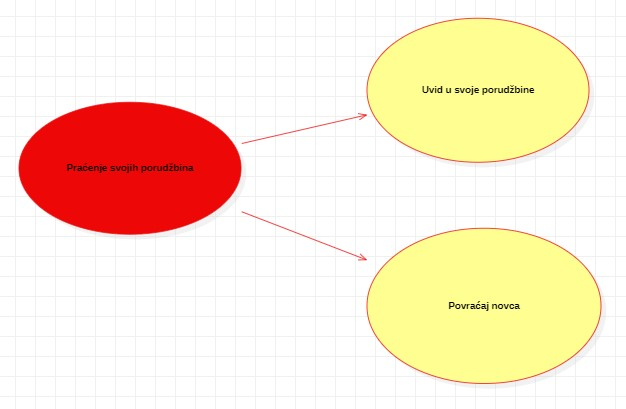 Uvid u svoje porudžbine
Praćenje svojih porudžbina
Povraćaj novca